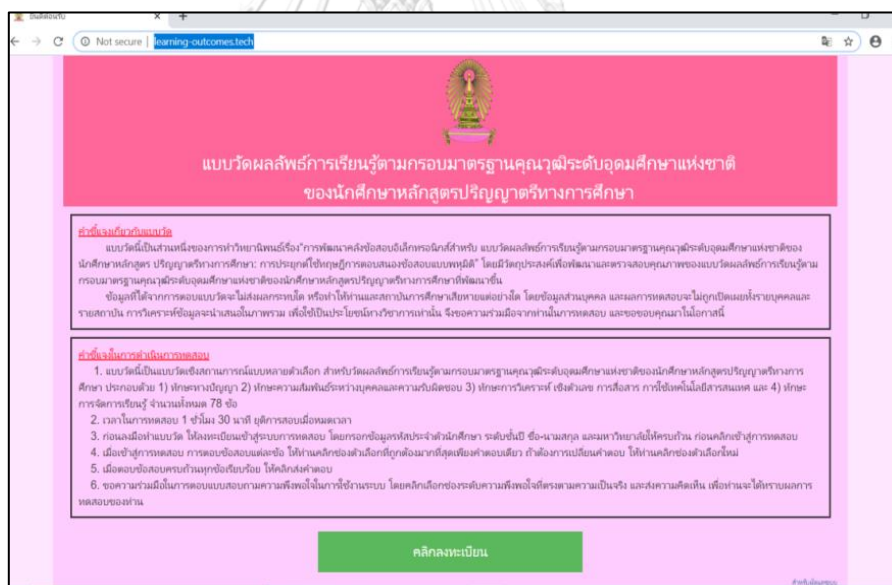 ยินดีต้อนรับ
Not secure | learning-outcomes.tech
แบบวัดผลลัพธ์การเรียนรู้ตามกรอบมาตรฐานคุณวุฒิระดับอุดมศึกษาแห่งชาติ
ของนักศึกษาหลักสูตรปริญญาตรีทางการศึกษา
คำชี้แจงเกี่ยวกับแบบวัด
แบบวัดนี้เป็นส่วนหนึ่งของการทำวิทยานิพนธ์เรื่อง"การพัฒนาคลังข้อสอบอิเล็กทรอนิกส์สำหรับ แบบวัดผลลัพธ์การเรียนรู้ตามกรอบมาตรฐานคุณวุฒิระดับอุดมศึกษาแห่งชาติของ
นักศึกษาหลักสูตร ปริญญาตรีทางการศึกษา: การประยุกต์ใช้ทฤษฎีการตอบสนองข้อสอบแบบพหุมิติ" โดยมีวัตถุประสงค์เพื่อพัฒนาและตรวจสอบคุณภาพของแบบวัดผลลัพธ์การเรียนรู้ตาม
กรอบมาตรฐานคุณวุฒิระดับอุดมศึกษาแห่งชาติของนักศึกษาหลักสูตรปริญญาตรีทางการศึกษาที่พัฒนาขึ้น
ข้อมูลที่ได้จากการตอบแบบวัดจะไม่ส่งผลกระทบใด หรือทำให้ท่านและสถาบันการศึกษาเสียหายแต่อย่างใด โดยข้อมูลส่วนบุคคล และผลการทดสอบจะไม่ถูกเปิดเผยทั้งรายบุคคลและ
รายสถาบัน การวิเคราะห์ข้อมูลจะนำเสนอในภาพรวม เพื่อใช้เป็นประโยชน์ทางวิชาการเท่านั้น จึงขอความร่วมมือจากท่านในการทดสอบ และขอขอบคุณมาในโอกาสนี้
คำชี้แจงในการดำเนินการทดสอบ
1. แบบวัดนี้เป็นแบบวัดเชิงสถานการณ์แบบหลายตัวเลือก สำหรับวัดผลลัพธ์การเรียนรู้ตามกรอบมาตรฐานคุณวุฒิระดับอุดมศึกษาแห่งชาติของนักศึกษาหลักสูตรปริญญาตรีทางการ
ศึกษา ประกอบด้วย 1) ทักษะทางปัญญา 2) ทักษะความสัมพันธ์ระหว่างบุคคลและความรับผิดชอบ 3) ทักษะการวิเคราะห์ เชิงตัวเลข การสื่อสาร การใช้เทคโนโลยีสารสนเทศ และ 4) ทักษะ
การจัดการเรียนรู้ จำนวนทั้งหมด 78 ข้อ
2. เวลาในการทดสอบ 1 ชั่วโมง 30 นาที ยุติการสอบเมื่อหมดเวลา
3. ก่อนลงมือทำแบบวัด ให้ลงทะเบียนเข้าสู่ระบบการทดสอบ โดยกรอกข้อมูลรหัสประจำตัวนักศึกษา ระดับชั้นปี ชื่อ-นามสกุล และมหาวิทยาลัยให้ครบถ้วน ก่อนคลิกเข้าสู่การทดสอบ
4. เมื่อเข้าสู่การทดสอบ การตอบข้อสอบแต่ละข้อ ให้ท่านคลิกช่องตัวเลือกที่ถูกต้องมากที่สุดเพียงคำตอบเดียว ถ้าต้องการเปลี่ยนคำตอบ ให้ท่านคลิกช่องตัวเลือกใหม่
5. เมื่อตอบข้อสอบครบถ้วนทุกข้อเรียบร้อย ให้คลิกส่งคำตอบ
6. ขอความร่วมมือในการตอบแบบสอบถามความพึงพอใจในการใช้งานระบบ โดยคลิกเลือกช่องระดับความพึงพอใจที่ตรงตามความเป็นจริง และส่งความคิดเห็น เพื่อท่านจะได้ทราบผลการ
ทดสอบของท่าน
คลิกลงทะเบียน
สำหรับผู้ดูแลระบบ